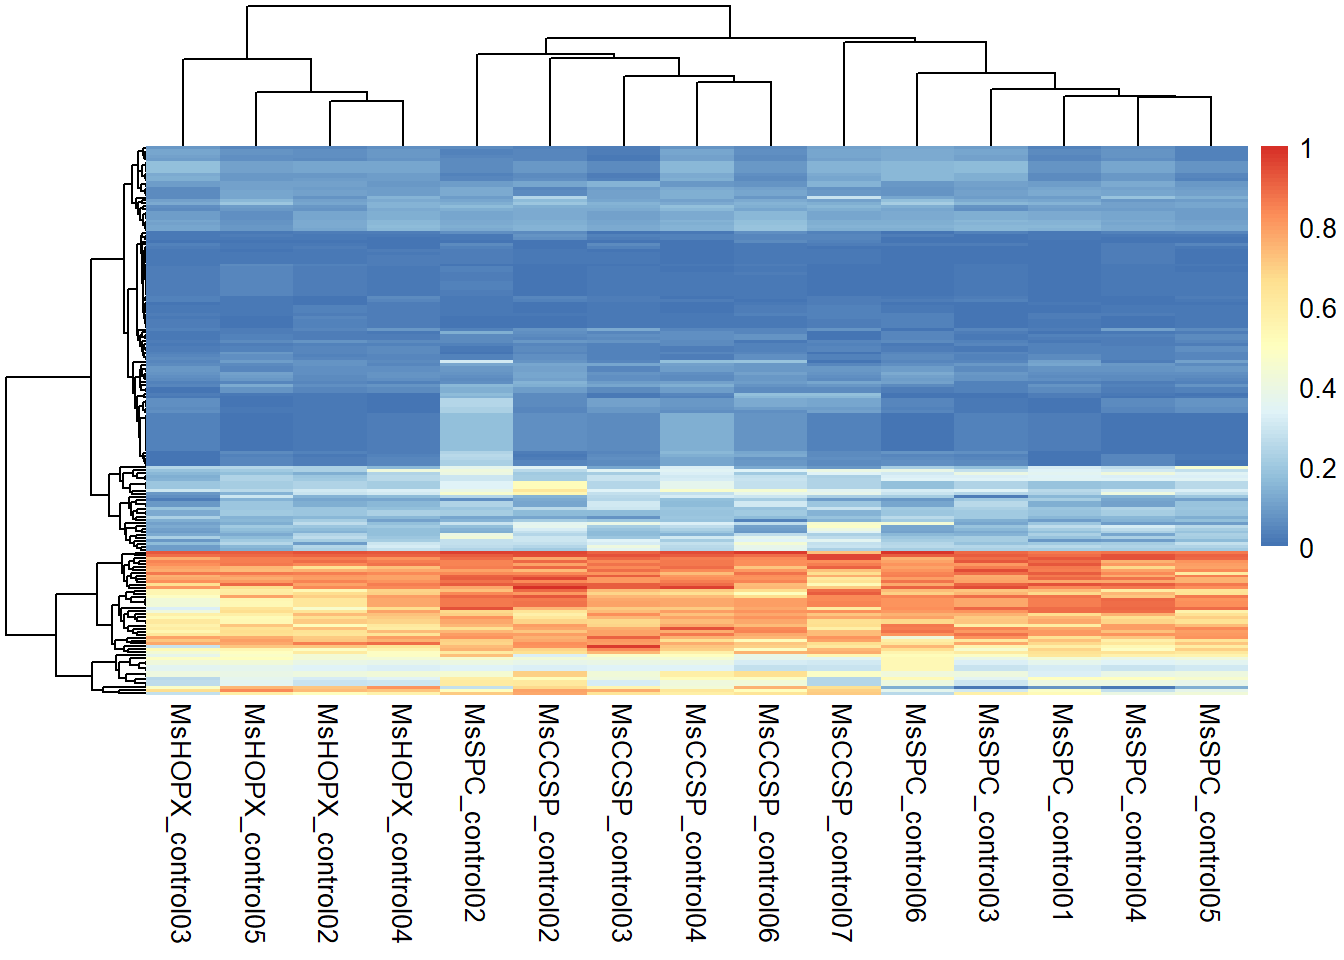 1
0.8
0.6
0.4
0.2
0
MsHOPX_control03
MsHOPX_control05
MsHOPX_control02
MsHOPX_control04
MsSPC_control02
MsCCSP_control02
MsCCSP_control03
MsCCSP_control04
MsCCSP_control06
MsCCSP_control07
MsSPC_control06
MsSPC_control03
MsSPC_control01
MsSPC_control04
MsSPC_control05